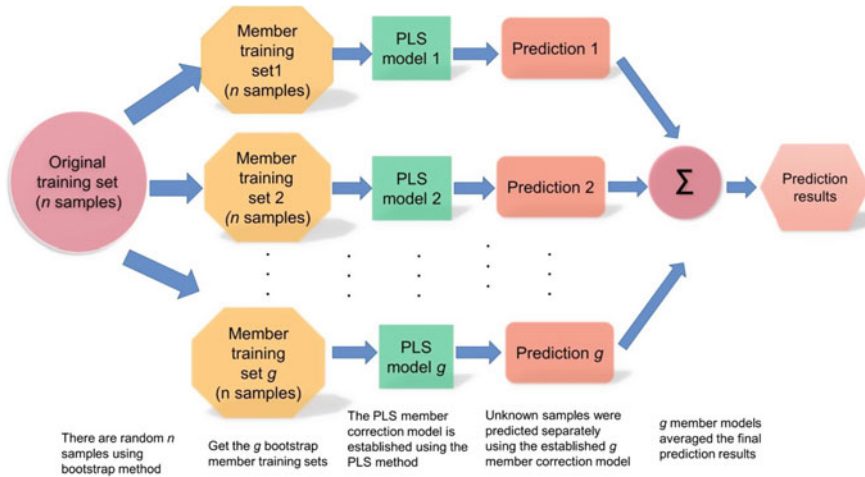 Original
training set
(n samples)
Member
training
set1
(n samples)
PLS
model 1
Prediction 1
Member
training
set 2
(n samples)
PLS
model 2
Prediction 2
Σ
Prediction
results
Member
training
set g
(n samples)
PLS
model g
Prediction g
There are random n
samples using
bootstrap method
Get the g bootstrap
member training sets
The PLS member
correction model is
established using the
PLS method
Unknown samples were
predicted separately
using the established g
member correction model
g member models
averaged the final
prediction results